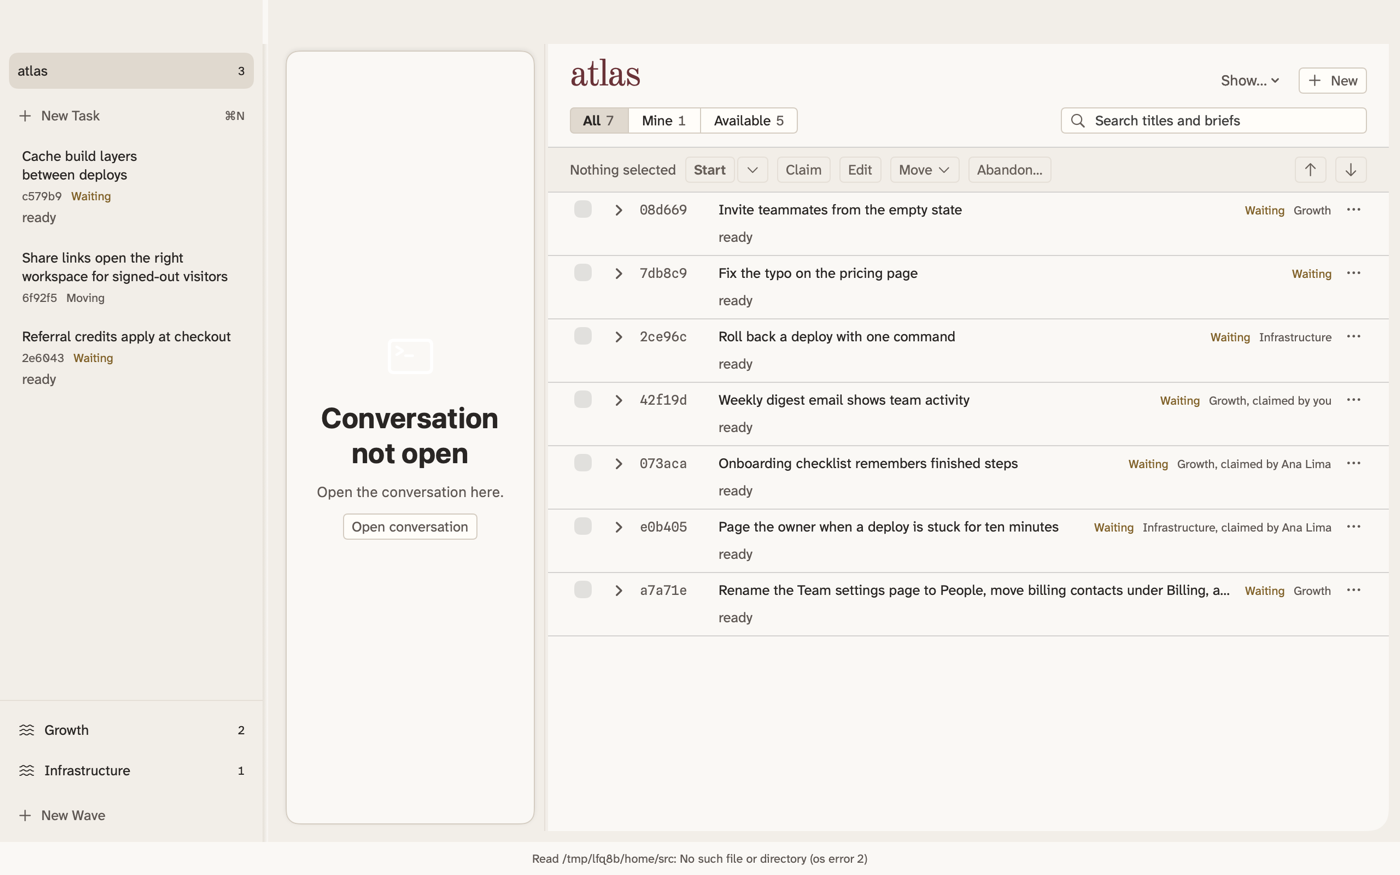 atlas 3
New Task ⌘N
Cache build layers
between deploys
c579b9 Waiting
ready
Share links open the right
workspace for signed-out visitors
6f92f5 Moving
Referral credits apply at checkout
2e6043 Waiting
ready
Growth 2
Infrastructure 1
New Wave
>_
Conversation
not open
Open the conversation here.
Open conversation
atlas
Show... New
All 7 Mine 1 Available 5
Search titles and briefs
Nothing selected Start Claim Edit Move Abandon...
08d669 Invite teammates from the empty state Waiting Growth ...
ready
7db8c9 Fix the typo on the pricing page Waiting ...
ready
2ce96c Roll back a deploy with one command Waiting Infrastructure ...
ready
42f19d Weekly digest email shows team activity Waiting Growth, claimed by you ...
ready
073aca Onboarding checklist remembers finished steps Waiting Growth, claimed by Ana Lima ...
ready
e0b405 Page the owner when a deploy is stuck for ten minutes Waiting Infrastructure, claimed by Ana Lima ...
ready
a7a71e Rename the Team settings page to People, move billing contacts under Billing, a... Waiting Growth ...
ready
Read /tmp/lfq8b/home/src: No such file or directory (os error 2)